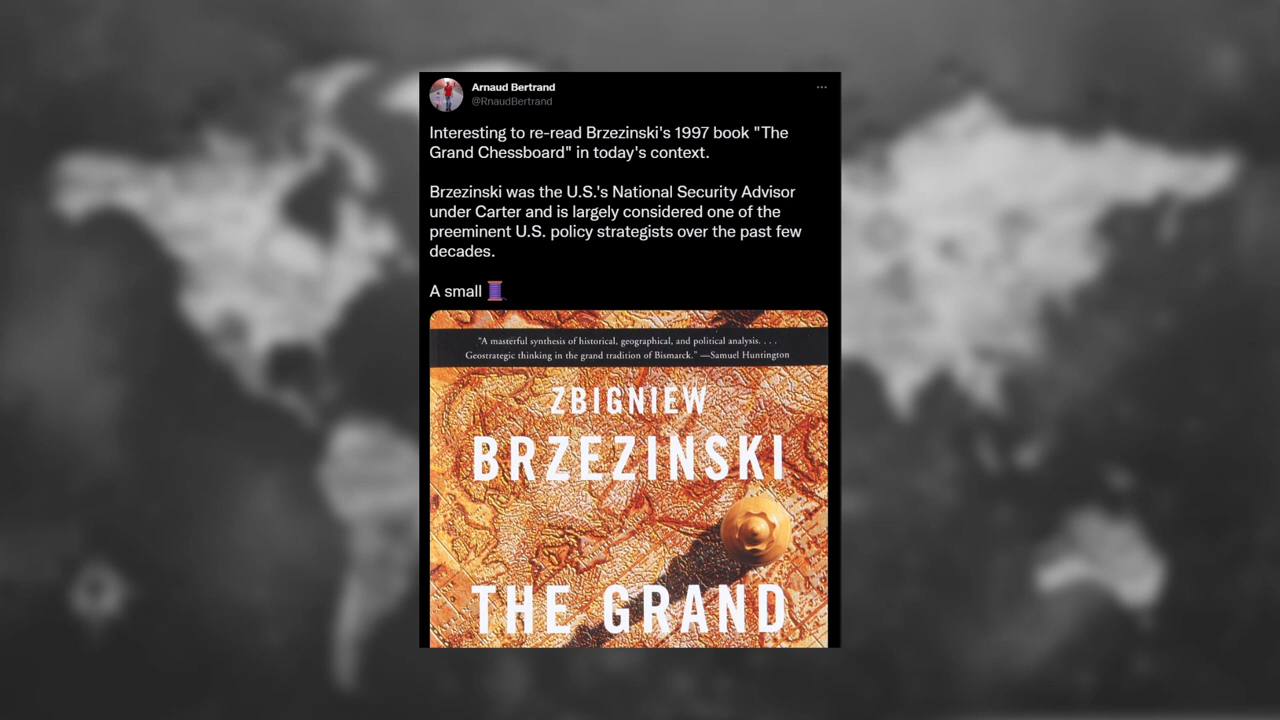 Arnaud Bertrand
@RnaudBertrand
Interesting to re-read Brzezinski's 1997 book "The
Grand Chessboard" in today's context.
Brzezinski was the U.S.'s National Security Advisor
under Carter and is largely considered one of the
preeminent U.S. policy strategists over the past few
decades.
A small 🧵
"A masterful synthesis of historical, geographical, and political analysis. . . .
Geostrategic thinking in the grand tradition of Bismarck." —Samuel Huntington
ZBIGNIEW
BRZEZINSKI
THE GRAND